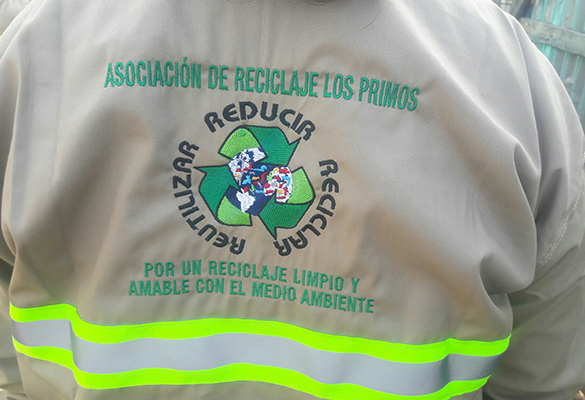 ASOCIACIÓN DE RECICLAJE LOS PRIMOS
REDUCIR
RECICLAR
REUTILIZAR
POR UN RECICLAJE LIMPIO Y
AMABLE CON EL MEDIO AMBIENTE